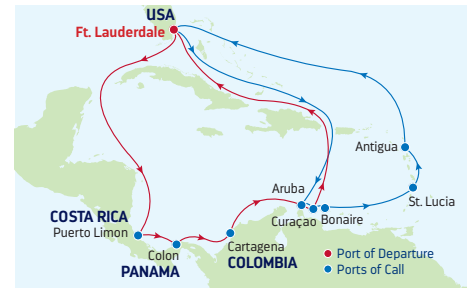 USA
Ft. Lauderdale
Antigua
Aruba
St. Lucia
Curaçao Bonaire
COSTA RICA
Puerto Limon
Cartagena
Colon
COLOMBIA
PANAMA
Port of Departure
Ports of Call